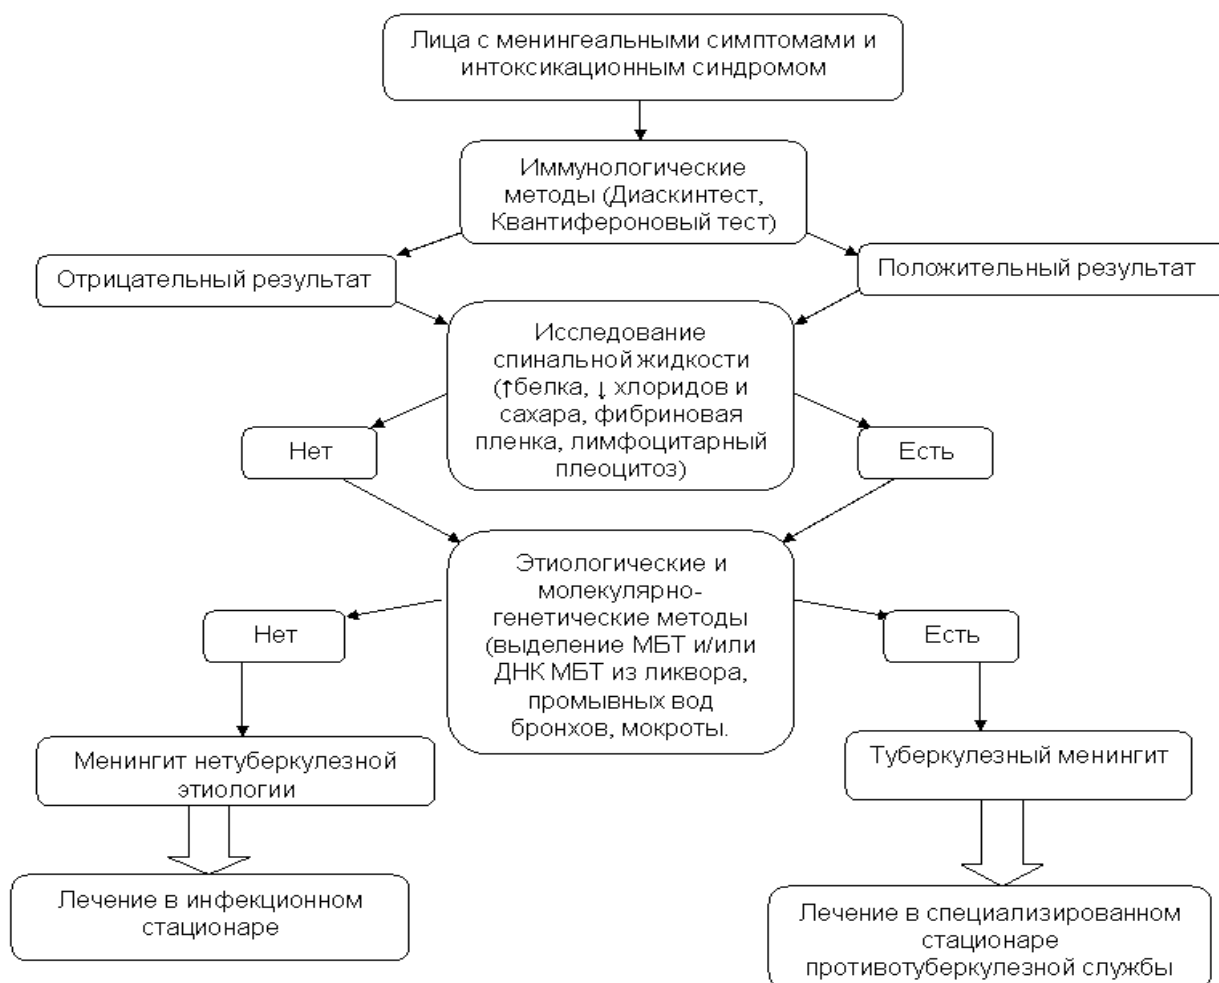 Лица с менингеальными симптомами и
интоксикационным синдромом
Иммунологические
методы (Диаскинтест,
Квантифероновый тест)
Отрицательный результат
Положительный результат
Исследование
спинальной жидкости
(↑белка, ↓ хлоридов и
сахара, фибриновая
пленка, лимфоцитарный
плеоцитоз)
Нет
Есть
Этиологические и
молекулярно-
генетические методы
(выделение МБТ и/или
ДНК МБТ из ликвора,
промывных вод
бронхов, мокроты.
Нет
Есть
Менингит нетуберкулезной
этиологии
Туберкулезный менингит
Лечение в инфекционном
стационаре
Лечение в специализированном
стационаре
противотуберкулезной службы